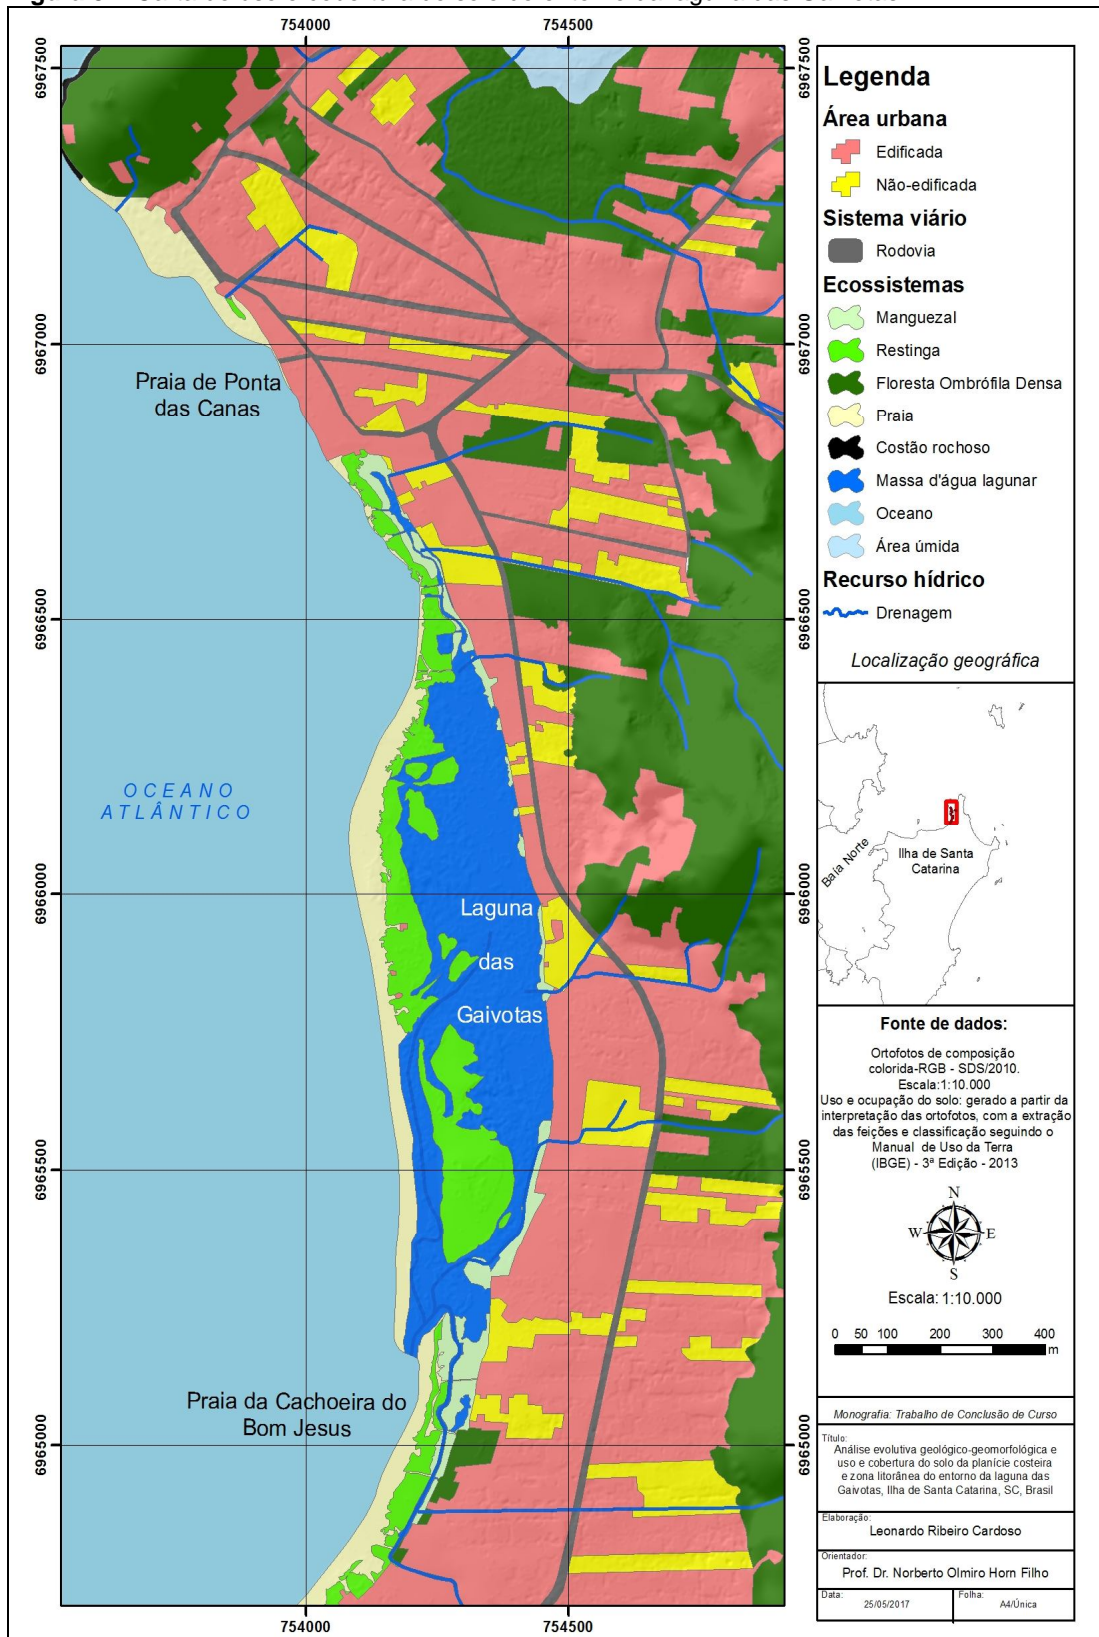 754000
754500
6967500
6967500
6967000
6967000
6966500
6966500
6966000
6966000
6965500
6965500
6965000
6965000
754000
754500
Praia de Ponta
das Canas
OCEANO
ATLÂNTICO
Laguna
das
Gaivotas
Praia da Cachoeira do
Bom Jesus
Legenda
Área urbana
Edificada
Não-edificada
Sistema viário
Rodovia
Ecossistemas
Manguezal
Restinga
Floresta Ombrófila Densa
Praia
Costão rochoso
Massa d'água lagunar
Oceano
Área úmida
Recurso hídrico
Drenagem
Localização geográfica
Baía Norte
Ilha de Santa
Catarina
Fonte de dados:
Ortofotos de composição
colorida-RGB - SDS/2010.
Escala:1:10.000
Uso e ocupação do solo: gerado a partir da
interpretação das ortofotos, com a extração
das feições e classificação seguindo o
Manual de Uso da Terra
(IBGE) - 3ª Edição - 2013
N
W
E
S
Escala: 1:10.000
0 50 100 200 300 400
m
Monografia: Trabalho de Conclusão de Curso
Título:
Análise evolutiva geológico-geomorfológica e
uso e cobertura do solo da planície costeira
e zona litorânea do entorno da laguna das
Gaivotas, Ilha de Santa Catarina, SC, Brasil
Elaboração:
Leonardo Ribeiro Cardoso
Orientador:
Prof. Dr. Norberto Olmiro Horn Filho
Data:
25/05/2017
Folha:
A4/Única